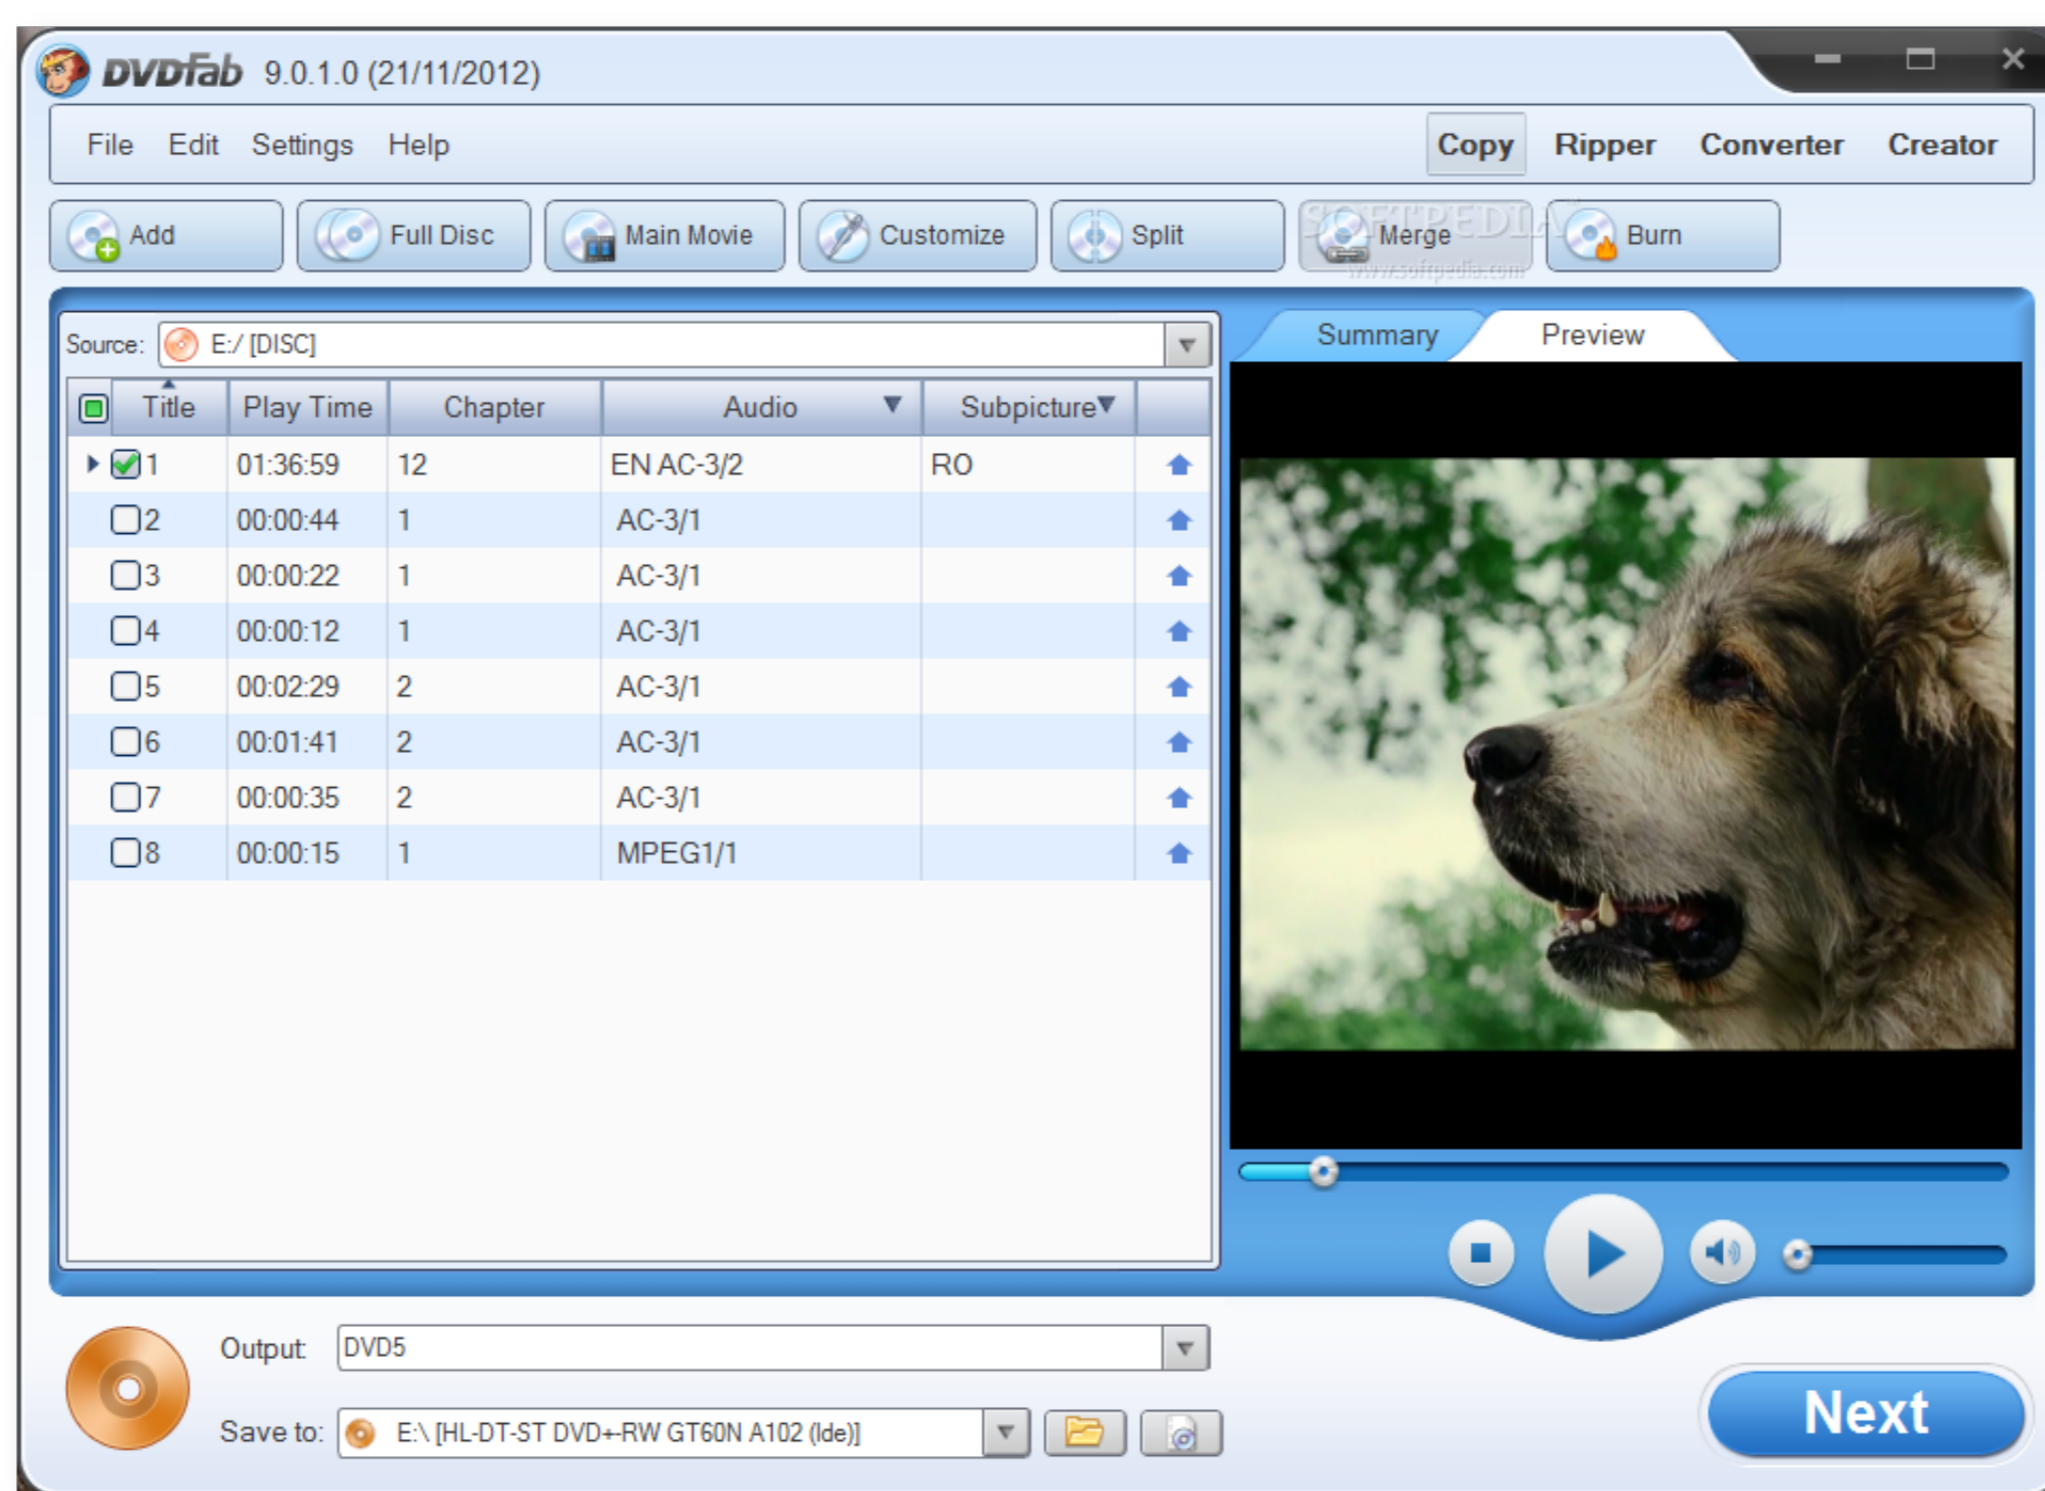 DVDFab 9.0.1.0 (21/11/2012)
File Edit Settings Help Copy Ripper Converter Creator
Add Full Disc Main Movie Customize Split Merge Burn
SOFTPEDIA
www.softpedia.com
Source: E:/ [DISC]
Summary Preview
Title Play Time Chapter Audio Subpicture
1 01:36:59 12 EN AC-3/2 RO
2 00:00:44 1 AC-3/1
3 00:00:22 1 AC-3/1
4 00:00:12 1 AC-3/1
5 00:02:29 2 AC-3/1
6 00:01:41 2 AC-3/1
7 00:00:35 2 AC-3/1
8 00:00:15 1 MPEG1/1
Output: DVD5
Save to: E:\ [HL-DT-ST DVD+-RW GT60N A102 (Ide)]
Next